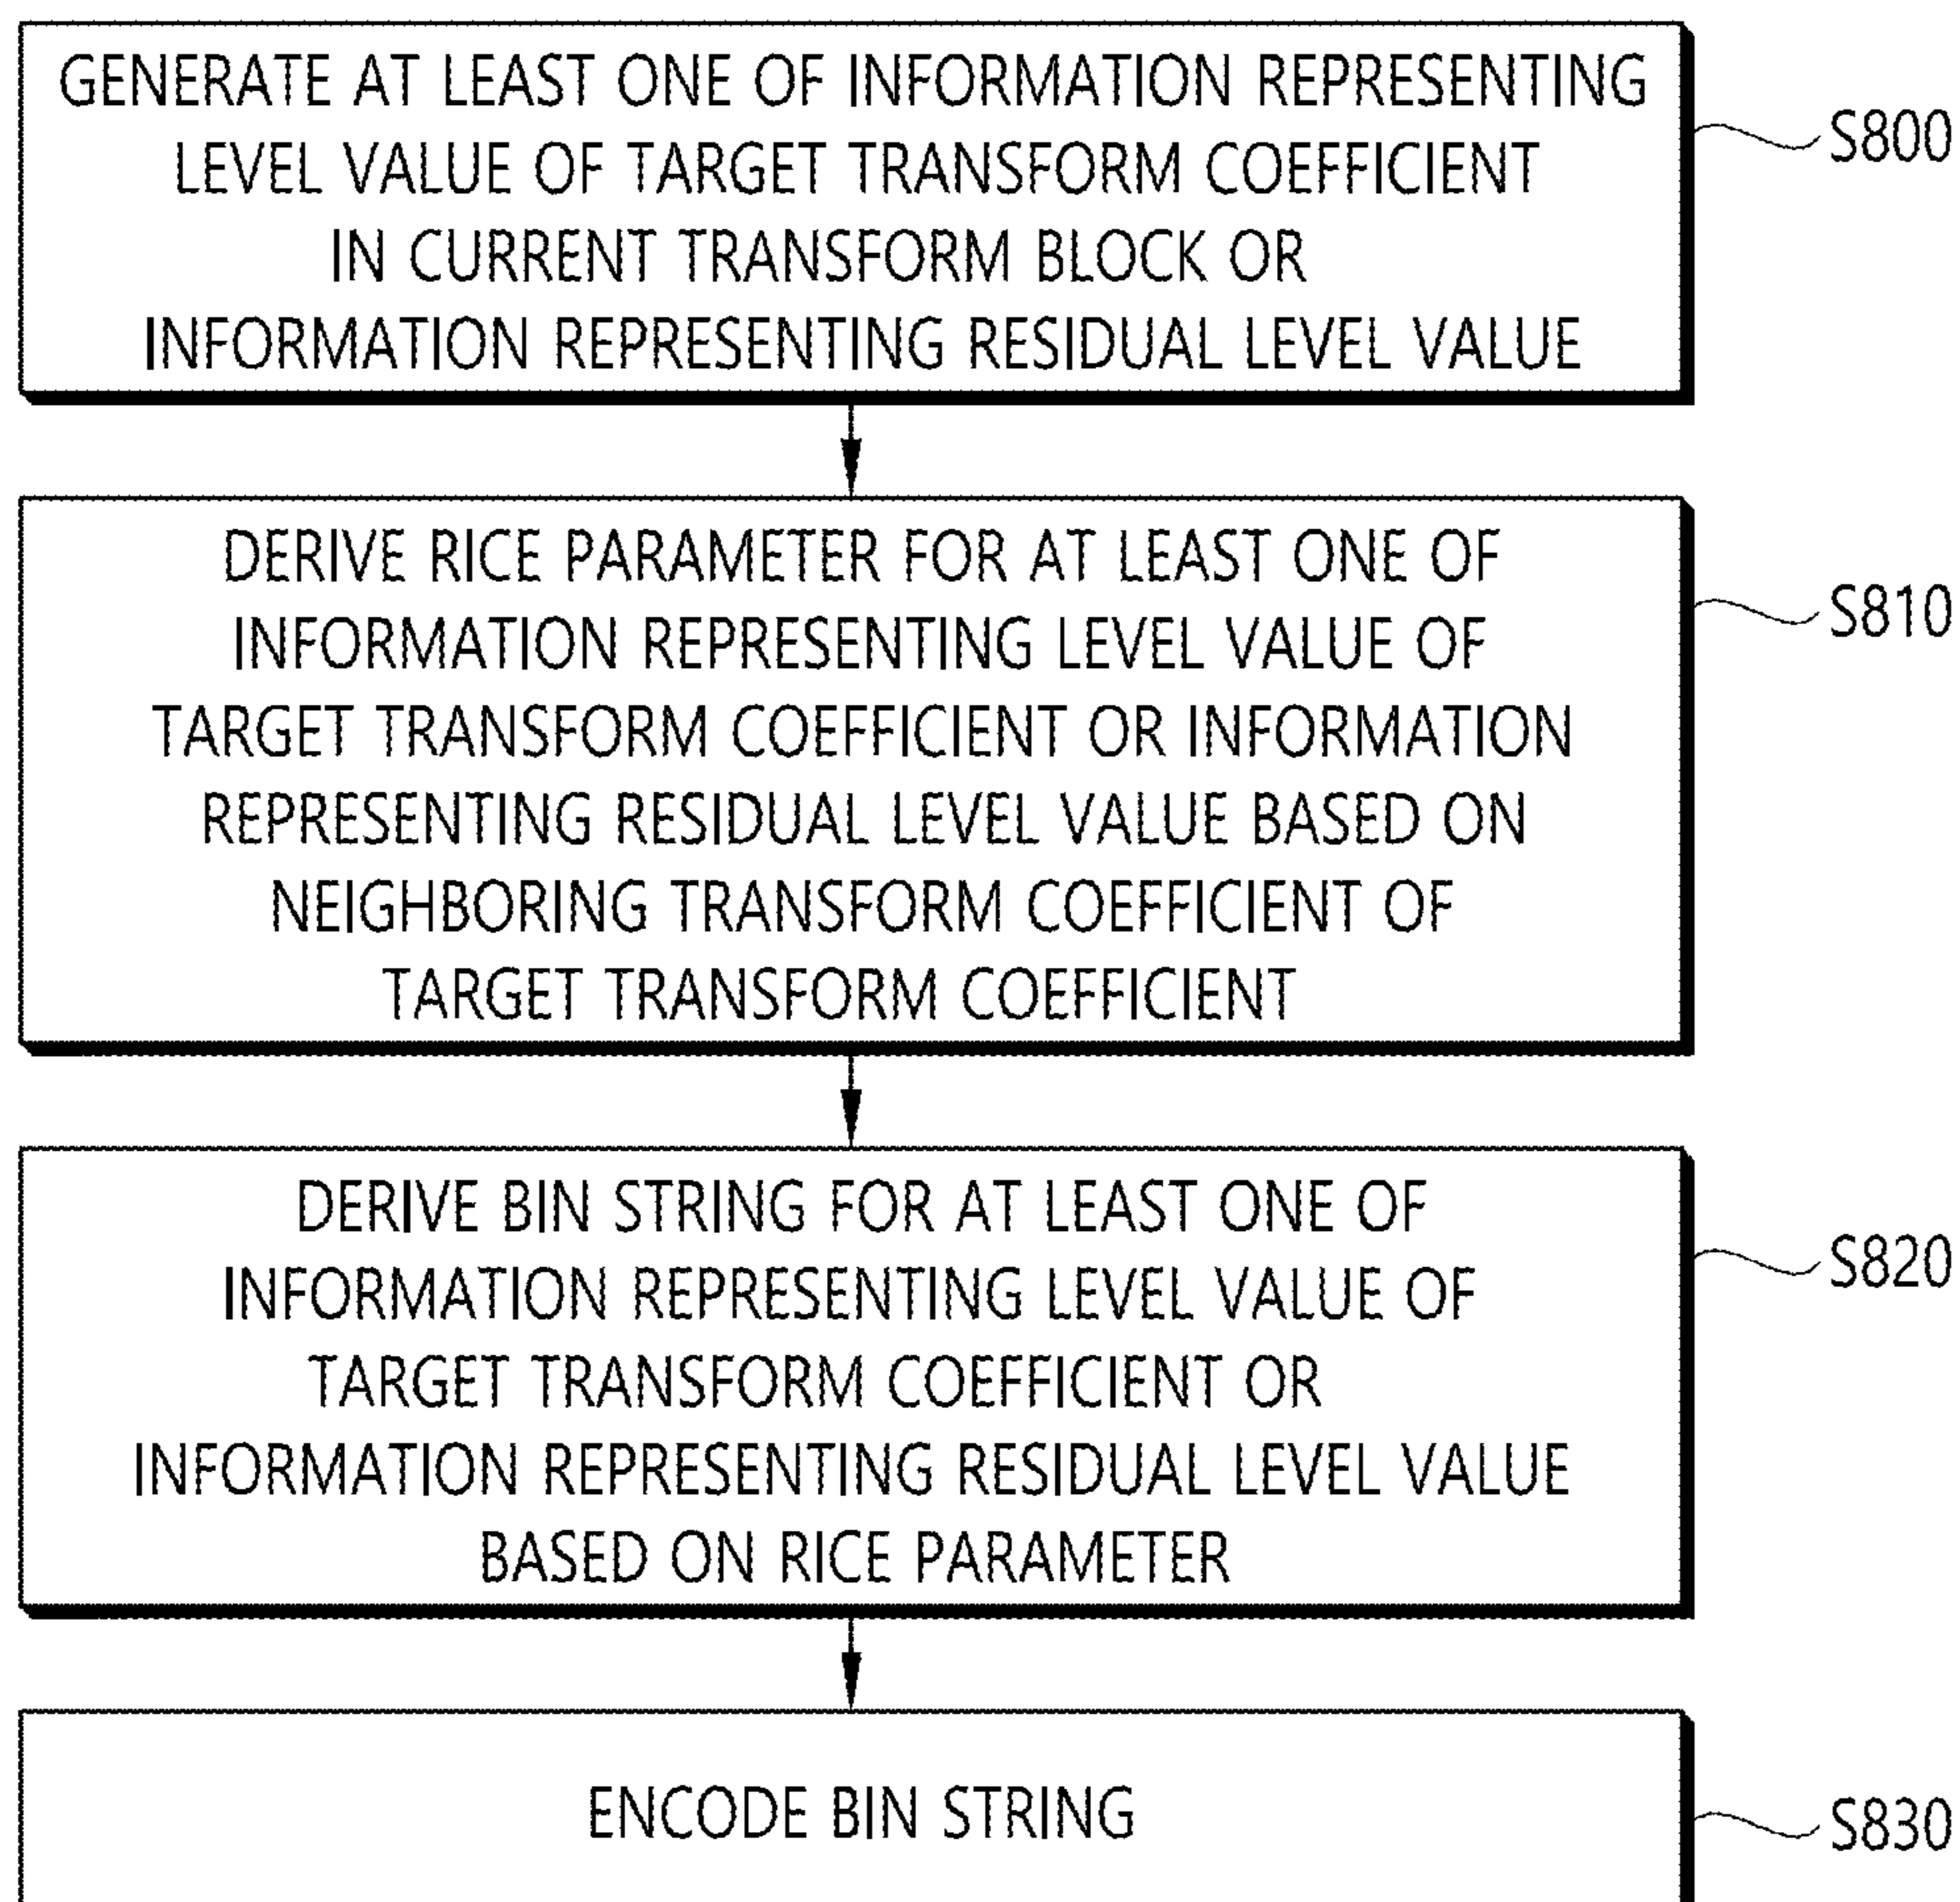 GENERATE AT LEAST ONE OF INFORMATION REPRESENTING
LEVEL VALUE OF TARGET TRANSFORM COEFFICIENT
IN CURRENT TRANSFORM BLOCK OR
INFORMATION REPRESENTING RESIDUAL LEVEL VALUE
S800
DERIVE RICE PARAMETER FOR AT LEAST ONE OF
INFORMATION REPRESENTING LEVEL VALUE OF
TARGET TRANSFORM COEFFICIENT OR INFORMATION
REPRESENTING RESIDUAL LEVEL VALUE BASED ON
NEIGHBORING TRANSFORM COEFFICIENT OF
TARGET TRANSFORM COEFFICIENT
S810
DERIVE BIN STRING FOR AT LEAST ONE OF
INFORMATION REPRESENTING LEVEL VALUE OF
TARGET TRANSFORM COEFFICIENT OR
INFORMATION REPRESENTING RESIDUAL LEVEL VALUE
BASED ON RICE PARAMETER
S820
ENCODE BIN STRING
S830